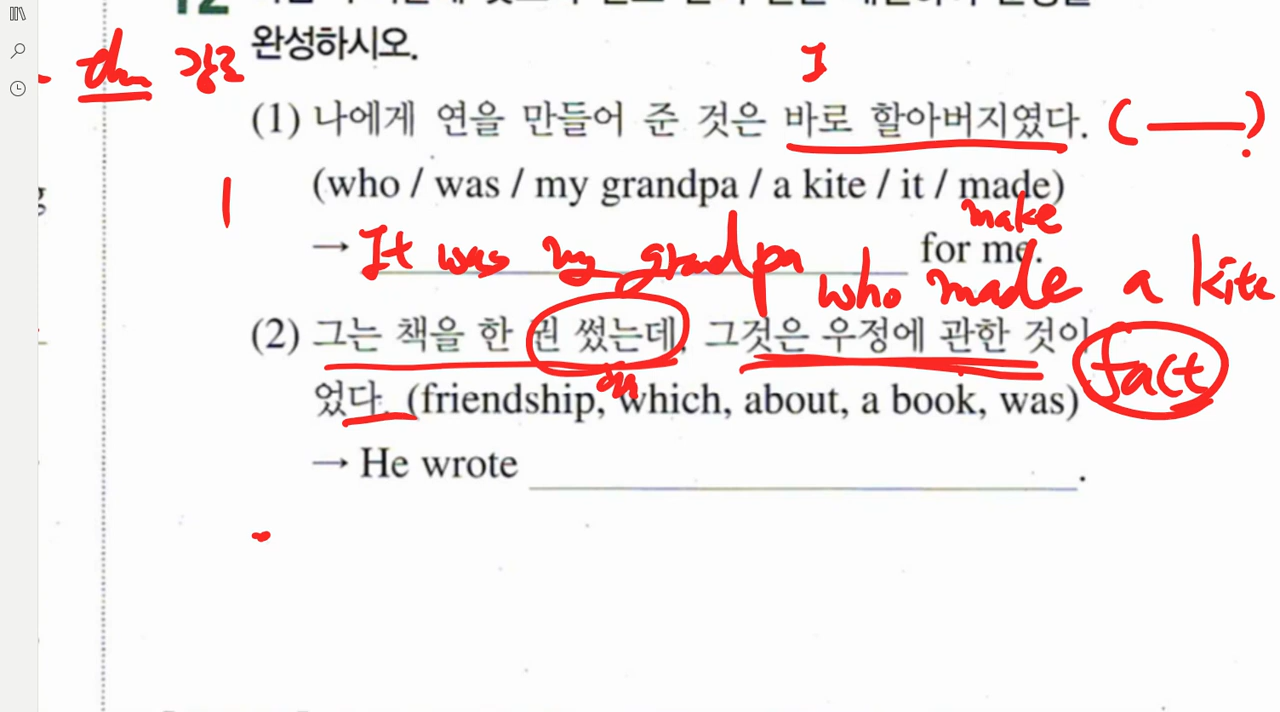 완성하시오.
강조
I
(1) 나에게 연을 만들어 준 것은 바로 할아버지였다.
(who / was / my grandpa / a kite / it / made)
make
→ It was my grandpa for me.
who made a kite
(2) 그는 책을 한 권 썼는데, 그것은 우정에 관한 것이
fact
었다. (friendship, which, about, a book, was)
→ He wrote .